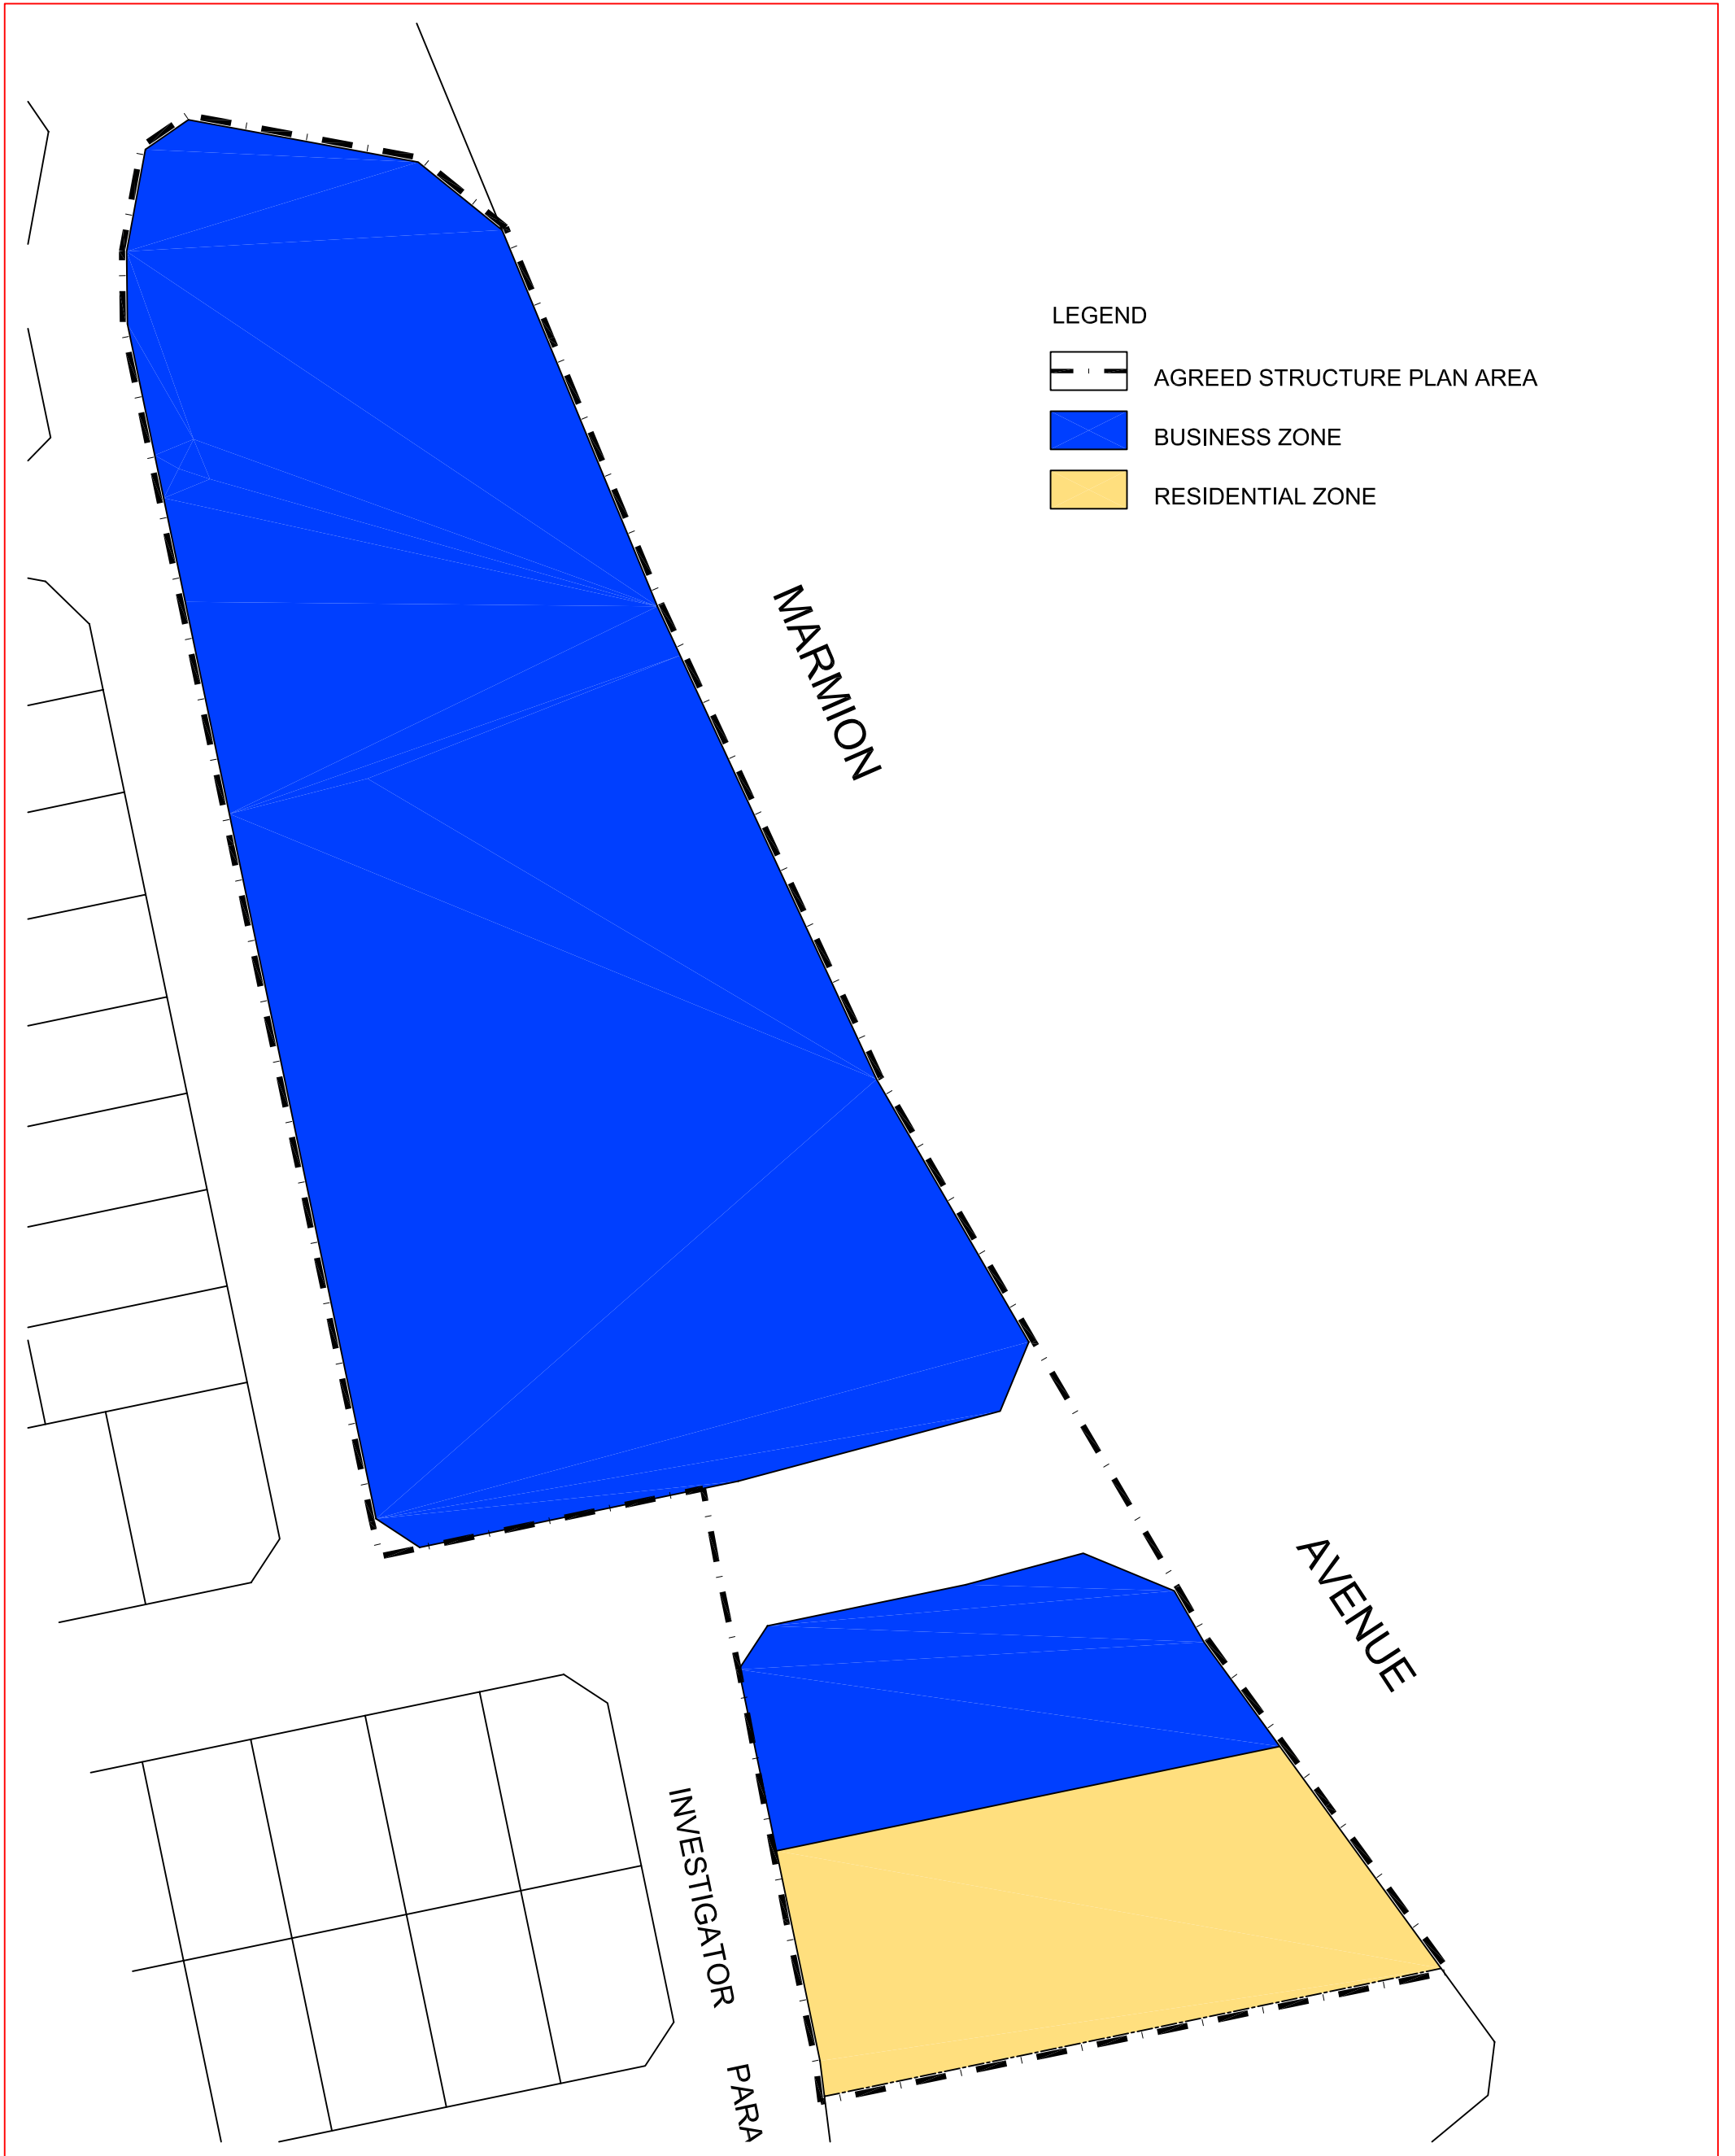 LEGEND
AGREED STRUCTURE PLAN AREA
BUSINESS ZONE
RESIDENTIAL ZONE
MARMION
AVENUE
INVESTIGATOR
PARA